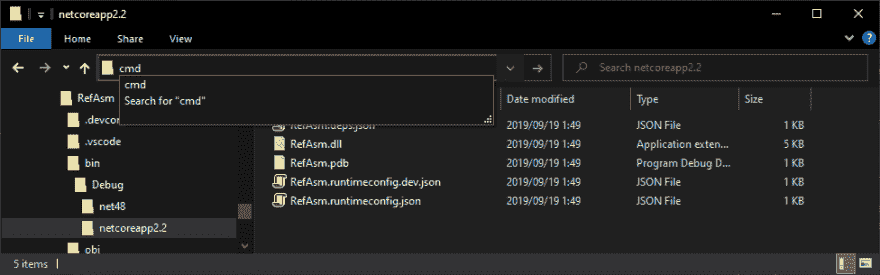 netcoreapp2.2
File Home Share View
cmd
Search netcoreapp2.2
cmd
Search for "cmd"
RefAsm
.devcon
.vscode
bin
Debug
net48
netcoreapp2.2
obj
Date modified Type Size
RefAsm.deps.json 2019/09/19 1:49 JSON File 1 KB
RefAsm.dll 2019/09/19 1:49 Application exten... 5 KB
RefAsm.pdb 2019/09/19 1:49 Program Debug D... 1 KB
RefAsm.runtimeconfig.dev.json 2019/09/19 1:49 JSON File 1 KB
RefAsm.runtimeconfig.json 2019/09/19 1:49 JSON File 1 KB
5 items